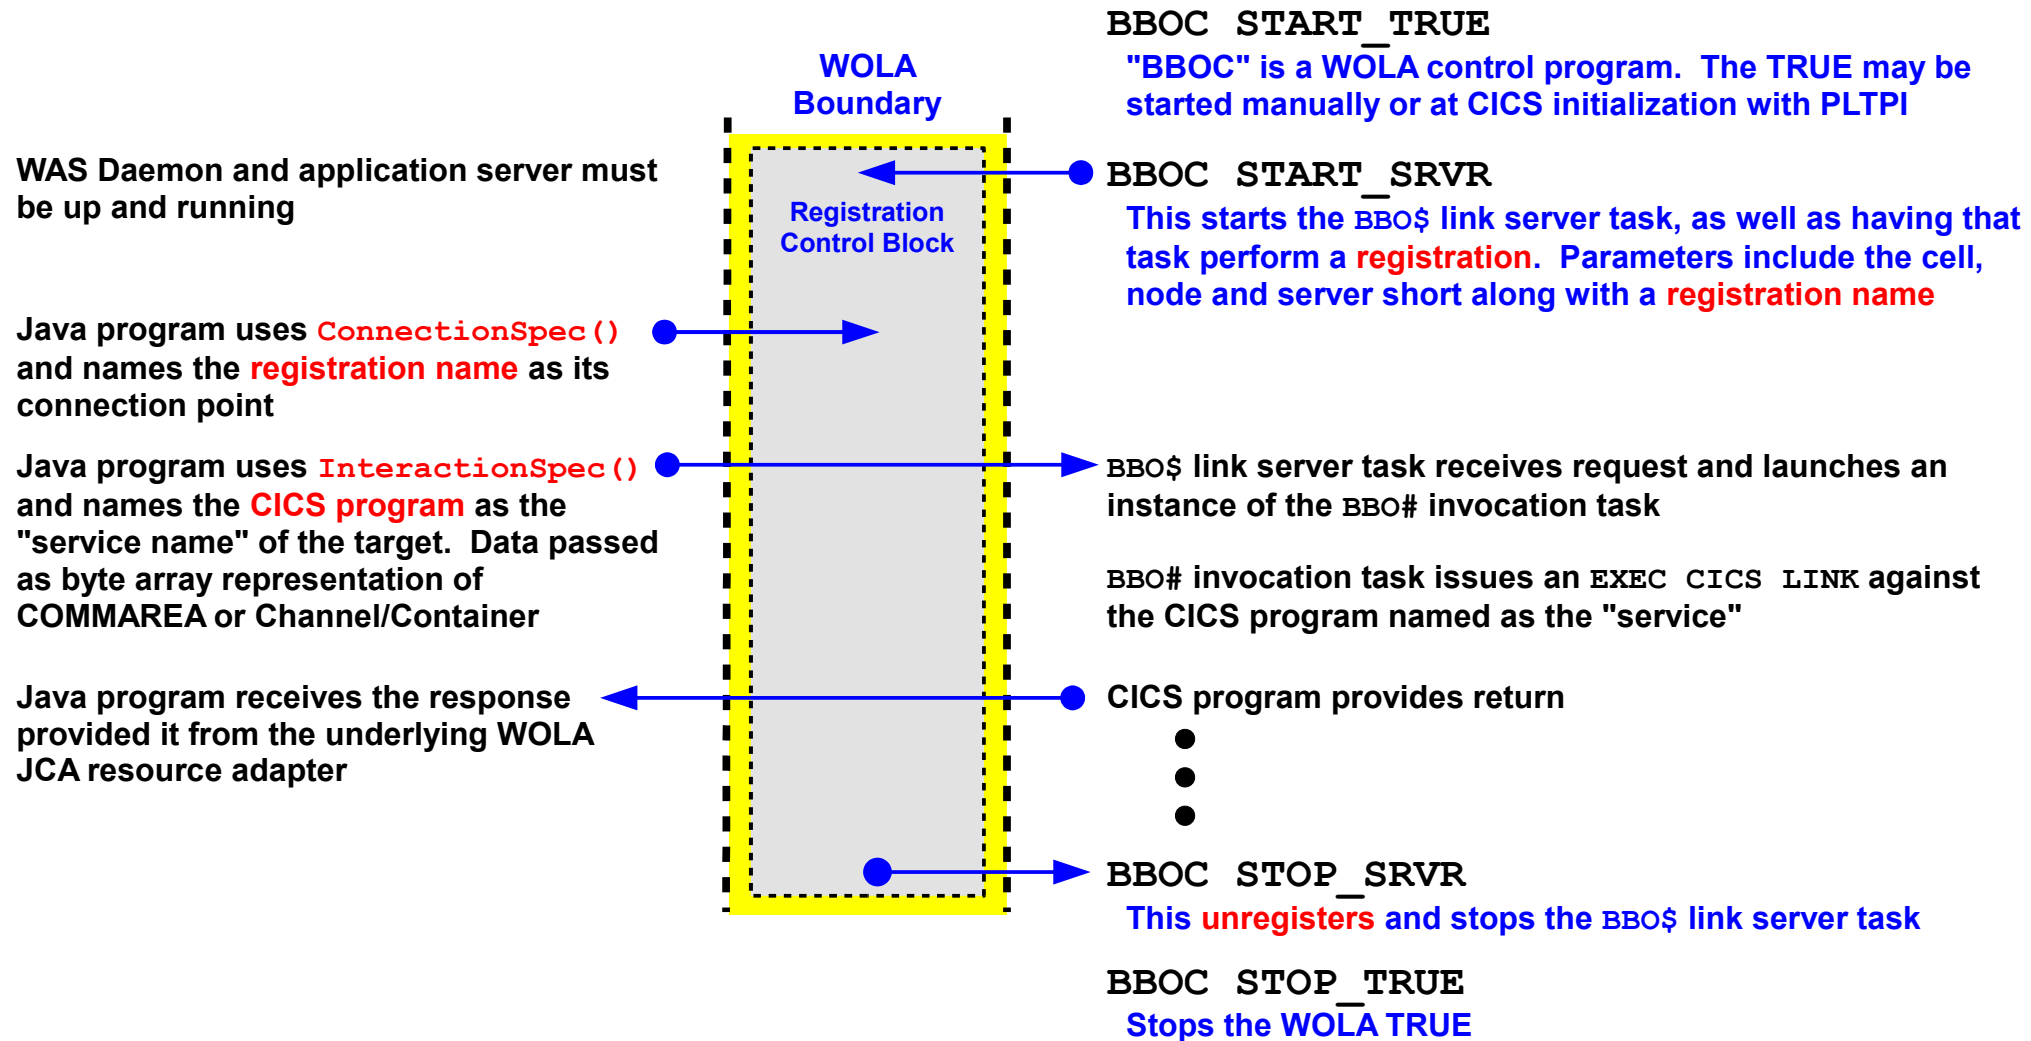 WOLA
Boundary
Registration
Control Block
WAS Daemon and application server must
be up and running
Java program uses ConnectionSpec()
and names the registration name as its
connection point
Java program uses InteractionSpec()
and names the CICS program as the
"service name" of the target.  Data passed
as byte array representation of
COMMAREA or Channel/Container
Java program receives the response
provided it from the underlying WOLA
JCA resource adapter
BBOC START_TRUE
"BBOC" is a WOLA control program.  The TRUE may be
started manually or at CICS initialization with PLTPI
BBOC START_SRVR
This starts the BBO$ link server task, as well as having that
task perform a registration.  Parameters include the cell,
node and server short along with a registration name
BBO$ link server task receives request and launches an
instance of the BBO# invocation task
BBO# invocation task issues an EXEC CICS LINK against
the CICS program named as the "service"
CICS program provides return
BBOC STOP_SRVR
This unregisters and stops the BBO$ link server task
BBOC STOP_TRUE
Stops the WOLA TRUE